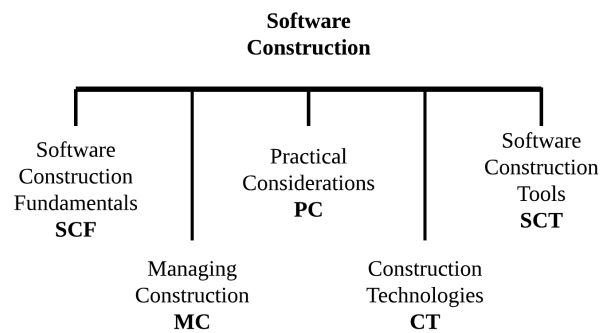 Software
Construction
Software
Construction
Fundamentals
SCF
Managing
Construction
MC
Practical
Considerations
PC
Construction
Technologies
CT
Software
Construction
Tools
SCT